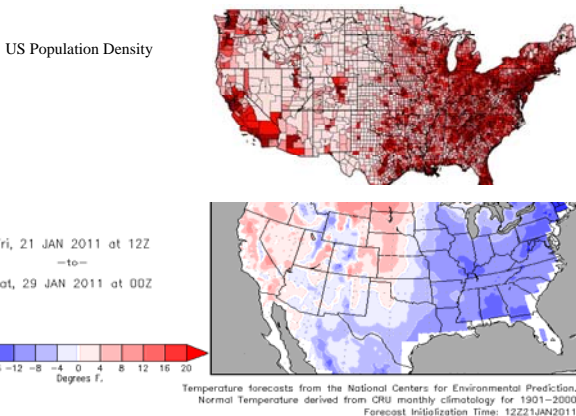 US Population Density
ri, 21 JAN 2011 at 12Z
-to-
at, 29 JAN 2011 at 00Z
-12 -8 -4 0 4 8 12 16 20
Degrees F.
Temperature forecasts from the National Centers for Environmental Prediction.
Normal Temperature derived from CRU monthly climatology for 1901-2000
Forecast Initialization Time: 12Z21JAN2011